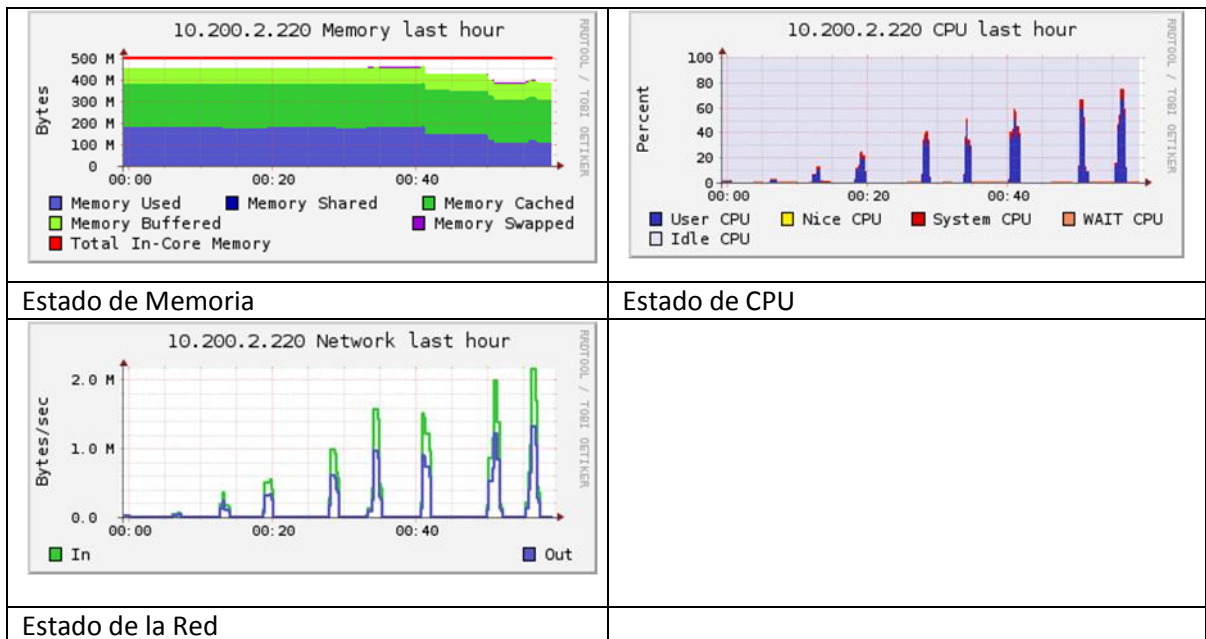 10.200.2.220 Memory last hour
RRDTOOL / TOBI OETIKER
Bytes
500 M
400 M
300 M
200 M
100 M
0
00:00 00:20 00:40
Memory Used Memory Shared Memory Cached
Memory Buffered Memory Swapped
Total In-Core Memory
Estado de Memoria
10.200.2.220 CPU last hour
RRDTOOL / TOBI OETIKER
Percent
100
80
60
40
20
0
00:00 00:20 00:40
User CPU Nice CPU System CPU WAIT CPU
Idle CPU
Estado de CPU
10.200.2.220 Network last hour
RRDTOOL / TOBI OETIKER
Bytes/sec
2.0 M
1.0 M
0.0
00:00 00:20 00:40
In Out
Estado de la Red